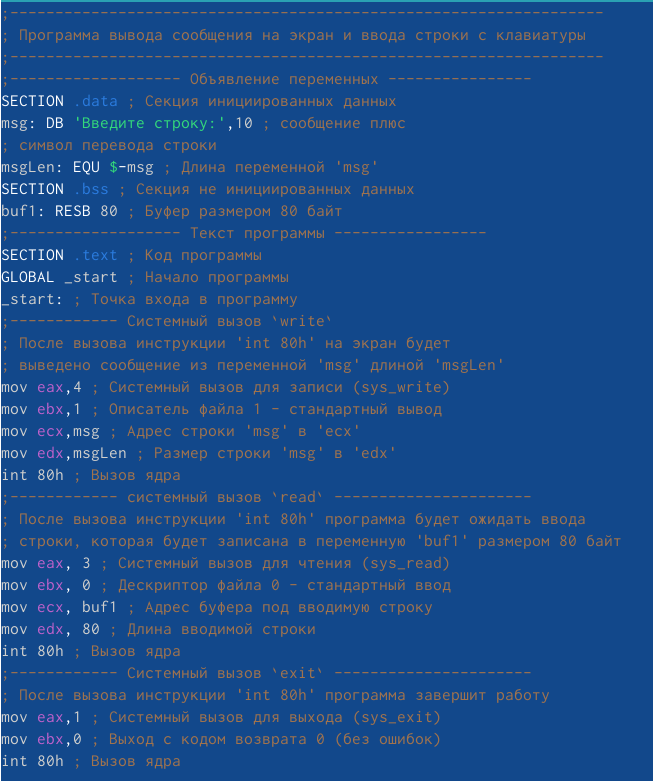 ;------------------------------------------------------------------
; Программа вывода сообщения на экран и ввода строки с клавиатуры
;------------------------------------------------------------------
;------------------- Объявление переменных ----------------
SECTION .data ; Секция инициированных данных
msg: DB 'Введите строку:',10 ; сообщение плюс
; символ перевода строки
msgLen: EQU $-msg ; Длина переменной 'msg'
SECTION .bss ; Секция не инициированных данных
buf1: RESB 80 ; Буфер размером 80 байт
;------------------- Текст программы -----------------
SECTION .text ; Код программы
GLOBAL _start ; Начало программы
_start: ; Точка входа в программу
;------------ Системный вызов `write`
; После вызова инструкции 'int 80h' на экран будет
; выведено сообщение из переменной 'msg' длиной 'msgLen'
mov eax,4 ; Системный вызов для записи (sys_write)
mov ebx,1 ; Описатель файла 1 - стандартный вывод
mov ecx,msg ; Адрес строки 'msg' в 'ecx'
mov edx,msgLen ; Размер строки 'msg' в 'edx'
int 80h ; Вызов ядра
;------------ системный вызов `read` ----------------------
; После вызова инструкции 'int 80h' программа будет ожидать ввода
; строки, которая будет записана в переменную 'buf1' размером 80 байт
mov eax, 3 ; Системный вызов для чтения (sys_read)
mov ebx, 0 ; Дескриптор файла 0 - стандартный ввод
mov ecx, buf1 ; Адрес буфера под вводимую строку
mov edx, 80 ; Длина вводимой строки
int 80h ; Вызов ядра
;------------ Системный вызов `exit` ----------------------
; После вызова инструкции 'int 80h' программа завершит работу
mov eax,1 ; Системный вызов для выхода (sys_exit)
mov ebx,0 ; Выход с кодом возврата 0 (без ошибок)
int 80h ; Вызов ядра